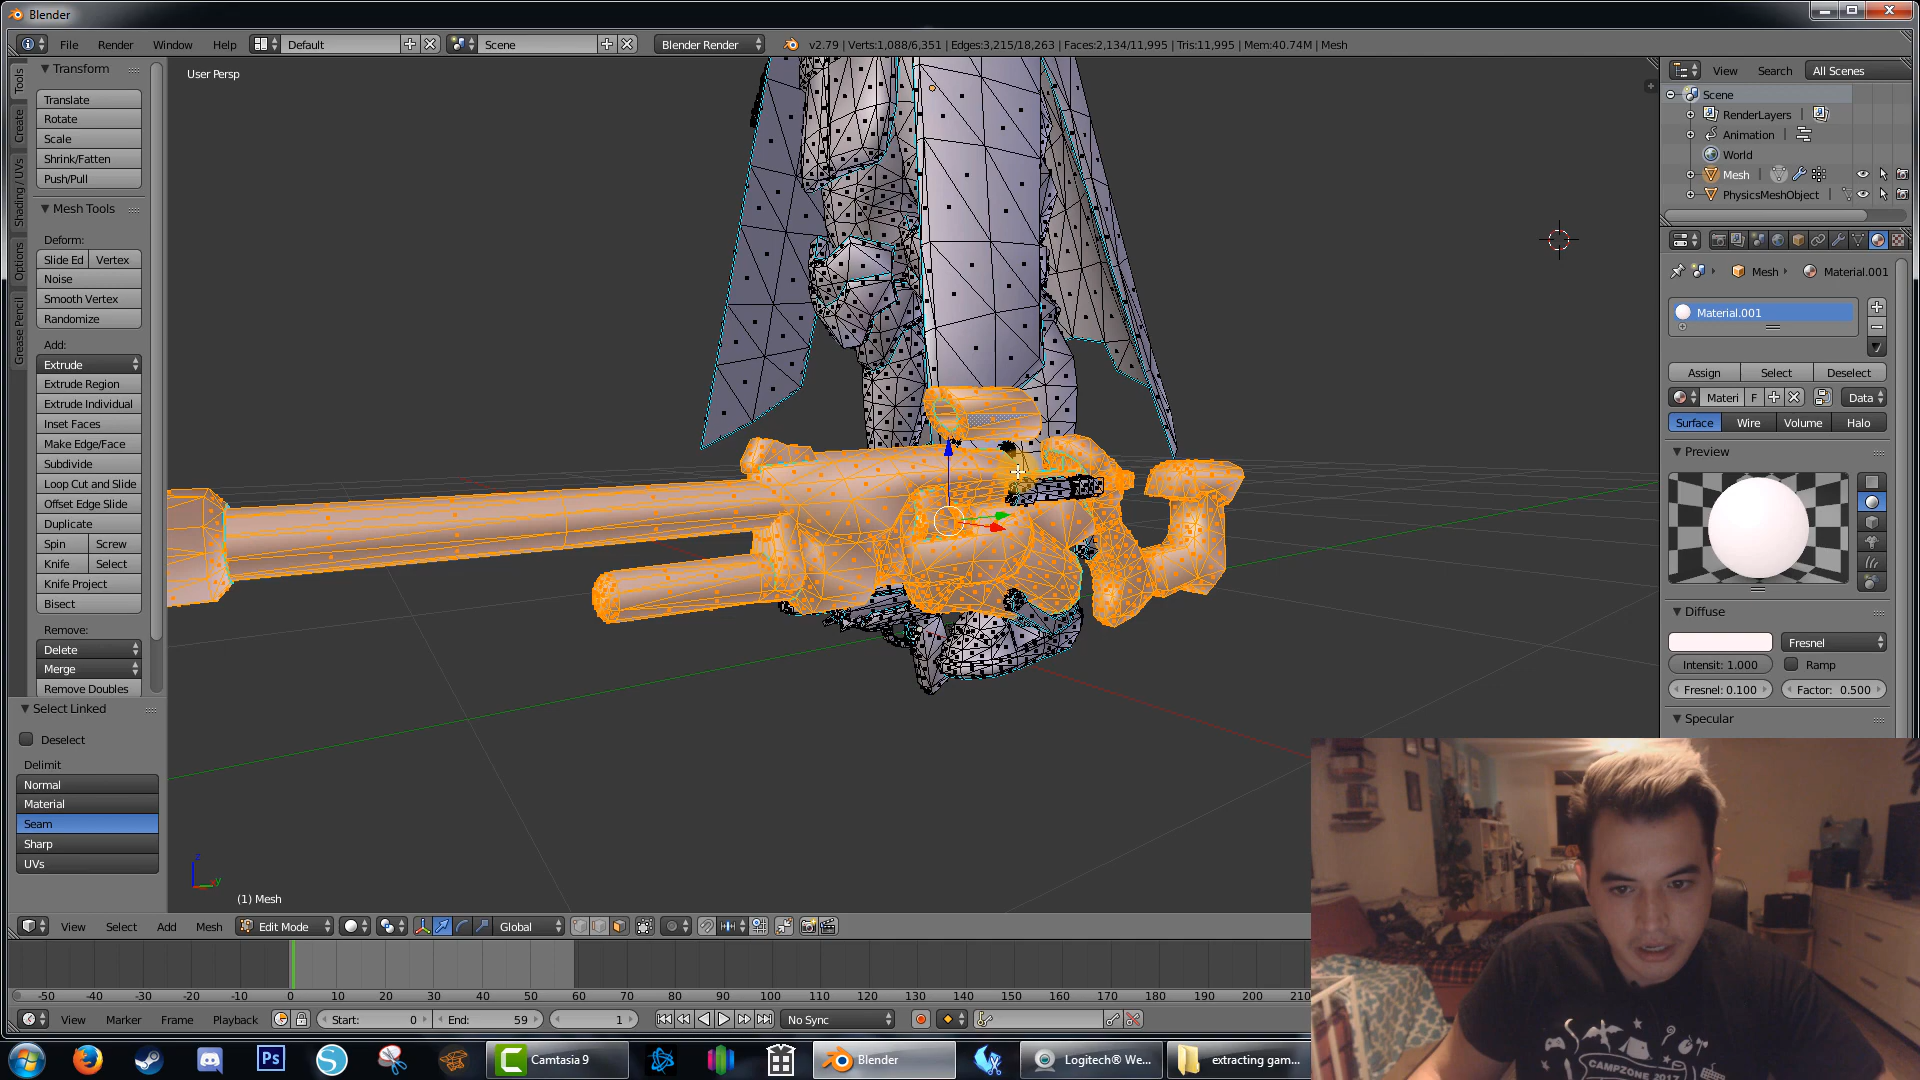 Blender
File Render Window Help Default Scene Blender Render v2.79 | Verts:1,088/6,351 | Edges:3,215/18,263 | Faces:2,134/11,995 | Tris:11,995 | Mem:40.74M | Mesh
Tools
Create
Shading / UVs
Options
Grease Pencil
Transform
Translate
Rotate
Scale
Shrink/Fatten
Push/Pull
Mesh Tools
Deform:
Slide Ed Vertex
Noise
Smooth Vertex
Randomize
Add:
Extrude
Extrude Region
Extrude Individual
Inset Faces
Make Edge/Face
Subdivide
Loop Cut and Slide
Offset Edge Slide
Duplicate
Spin Screw
Knife Select
Knife Project
Bisect
Remove:
Delete
Merge
Remove Doubles
Select Linked
Deselect
Delimit
Normal
Material
Seam
Sharp
UVs
User Persp
z
y
(1) Mesh
View Search All Scenes
Scene
RenderLayers
Animation
World
Mesh
PhysicsMeshObject
Mesh Material.001
Material.001
Assign Select Deselect
Materi F Data
Surface Wire Volume Halo
Preview
Diffuse
Fresnel
Intensit: 1.000 Ramp
Fresnel: 0.100 Factor: 0.500
Specular
View Select Add Mesh Edit Mode Global
-50 -40 -30 -20 -10 0 10 20 30 40 50 60 70 80 90 100 110 120 130 140 150 160 170 180 190 200 210
View Marker Frame Playback Start: 0 End: 59 1 No Sync
CAMPZONE 2017
Ps Camtasia 9 Blender Logitech® We... extracting gam...